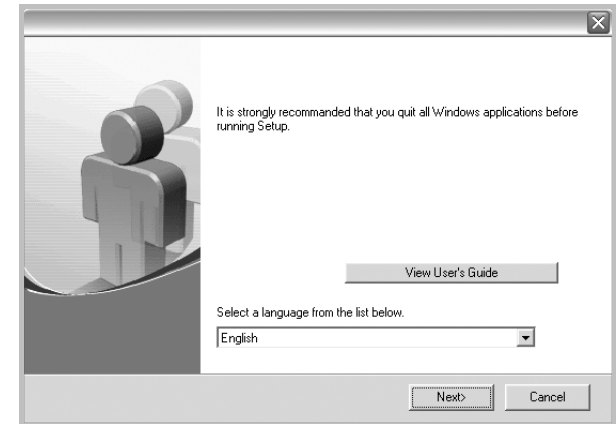 It is strongly recommanded that you quit all Windows applications before
running Setup.
View User's Guide
Select a language from the list below.
English
Next>
Cancel